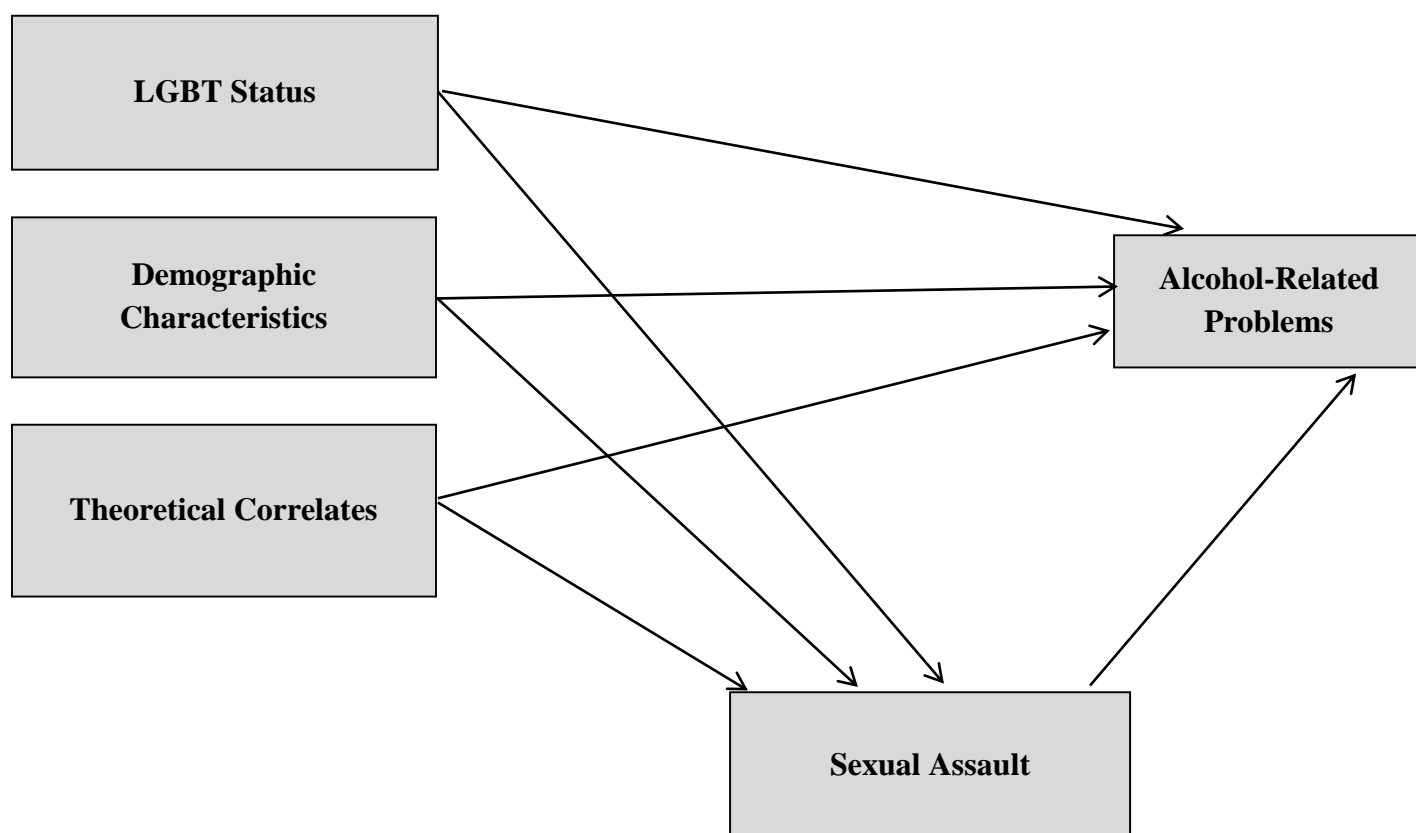 LGBT Status
Demographic
Characteristics
Alcohol-Related
Problems
Theoretical Correlates
Sexual Assault